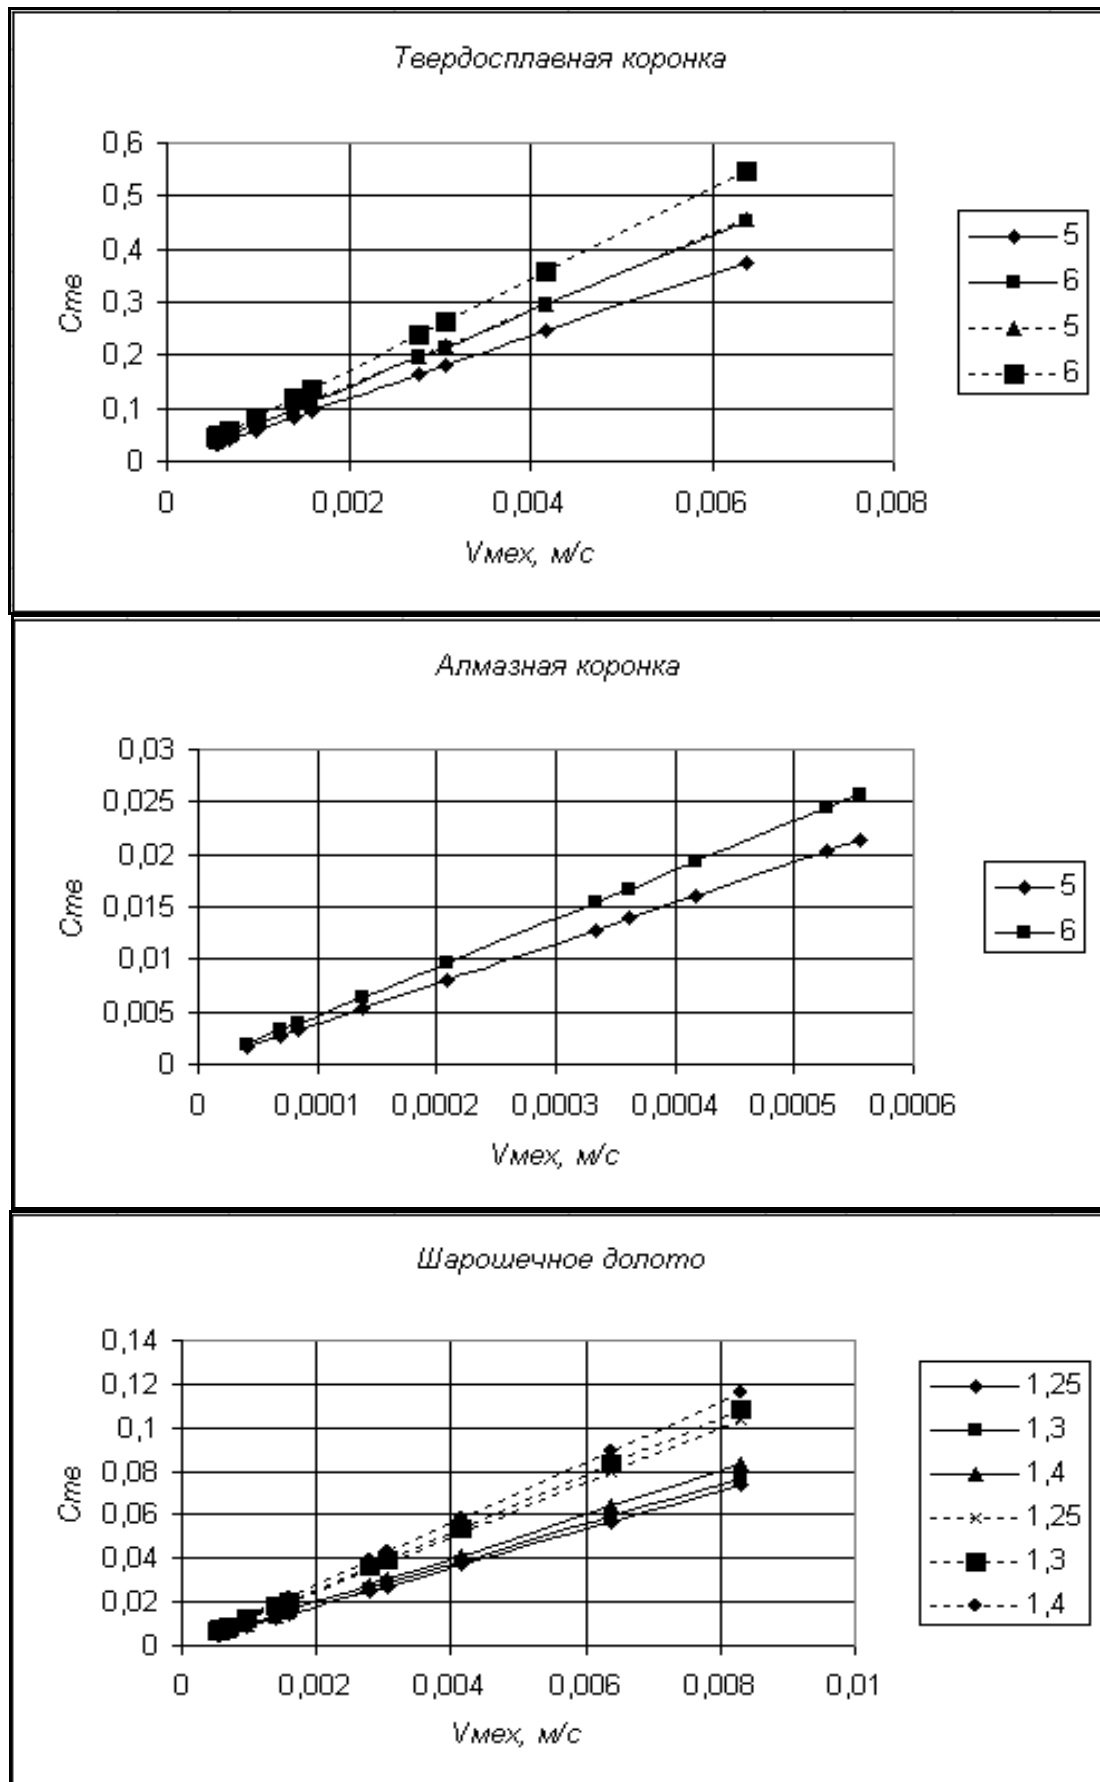 Твердосплавная коронка
0,6
0,5
0,4
0,3
0,2
0,1
0
Ств
0 0,002 0,004 0,006 0,008
Vмех, м/с
5
6
5
6
Алмазная коронка
0,03
0,025
0,02
0,015
0,01
0,005
0
Ств
0 0,0001 0,0002 0,0003 0,0004 0,0005 0,0006
Vмех, м/с
5
6
Шарошечное долото
0,14
0,12
0,1
0,08
0,06
0,04
0,02
0
Ств
0 0,002 0,004 0,006 0,008 0,01
Vмех, м/с
1,25
1,3
1,4
1,25
1,3
1,4